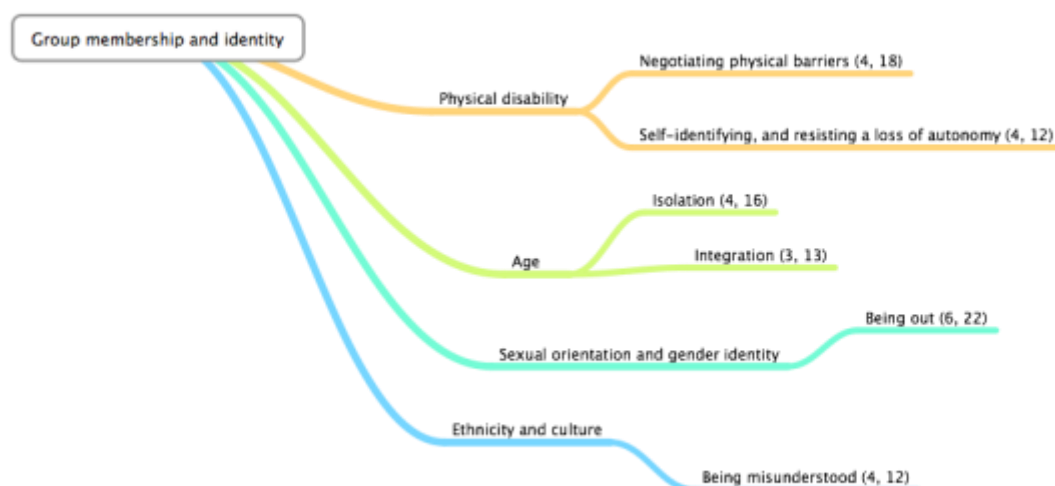 Group membership and identity
Negotiating physical barriers (4, 18)
Physical disability
Self-identifying, and resisting a loss of autonomy (4, 12)
Isolation (4, 16)
Integration (3, 13)
Age
Being out (6, 22)
Sexual orientation and gender identity
Ethnicity and culture
Being misunderstood (4, 12)